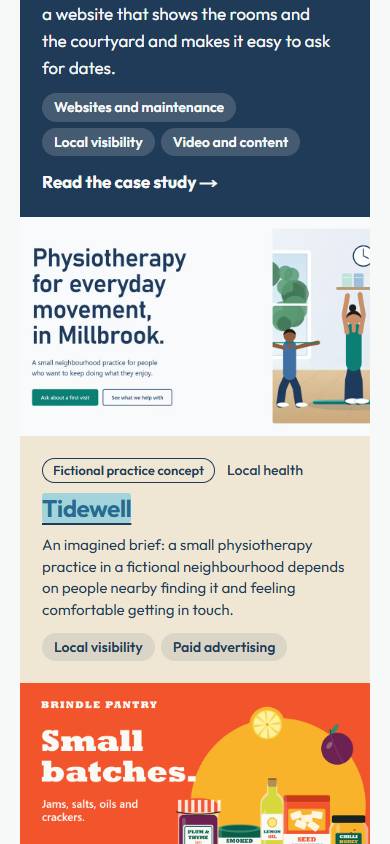 a website that shows the rooms and
the courtyard and makes it easy to ask
for dates.
Websites and maintenance
Local visibility
Video and content
Read the case study →
Physiotherapy
for everyday
movement,
in Millbrook.
A small neighbourhood practice for people
who want to keep doing what they enjoy.
Ask about a first visit
See what we help with
Fictional practice concept
Local health
Tidewell
An imagined brief: a small physiotherapy
practice in a fictional neighbourhood depends
on people nearby finding it and feeling
comfortable getting in touch.
Local visibility
Paid advertising
BRINDLE PANTRY
Small
batches.
Jams, salts, oils and
crackers.
PLUM &
THYME
SMOKED
LEMON
SEED
CHILLI
HONEY